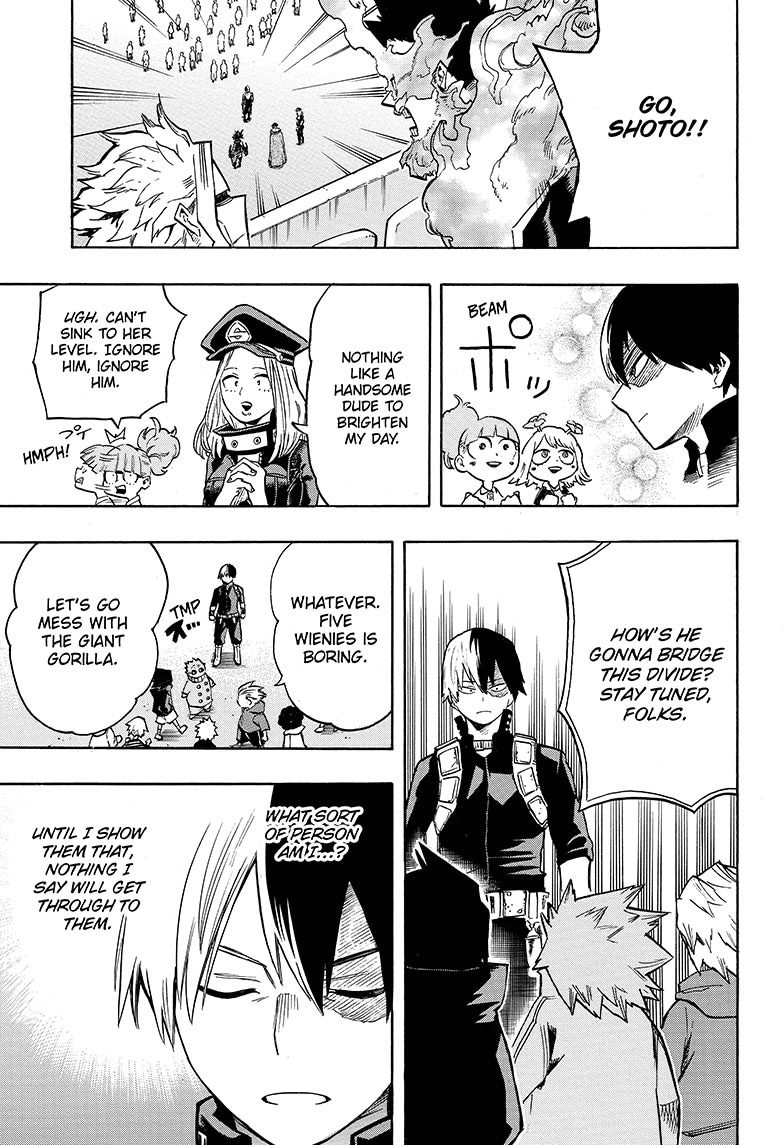 GO,
SHOTO!!
BEAM
ポ
ッ
NOTHING
LIKE A
HANDSOME
DUDE TO
BRIGHTEN
MY DAY.
UGH. CAN'T
SINK TO HER
LEVEL. IGNORE
HIM, IGNORE
HIM.
プイ
HMPH!
HOW'S HE
GONNA BRIDGE
THIS DIVIDE?
STAY TUNED,
FOLKS.
WHATEVER.
FIVE
WIENIES IS
BORING.
TMP
LET'S GO
MESS WITH
THE GIANT
GORILLA.
WHAT SORT
OF PERSON
AM I...?
UNTIL I SHOW
THEM THAT,
NOTHING I
SAY WILL GET
THROUGH TO
THEM.